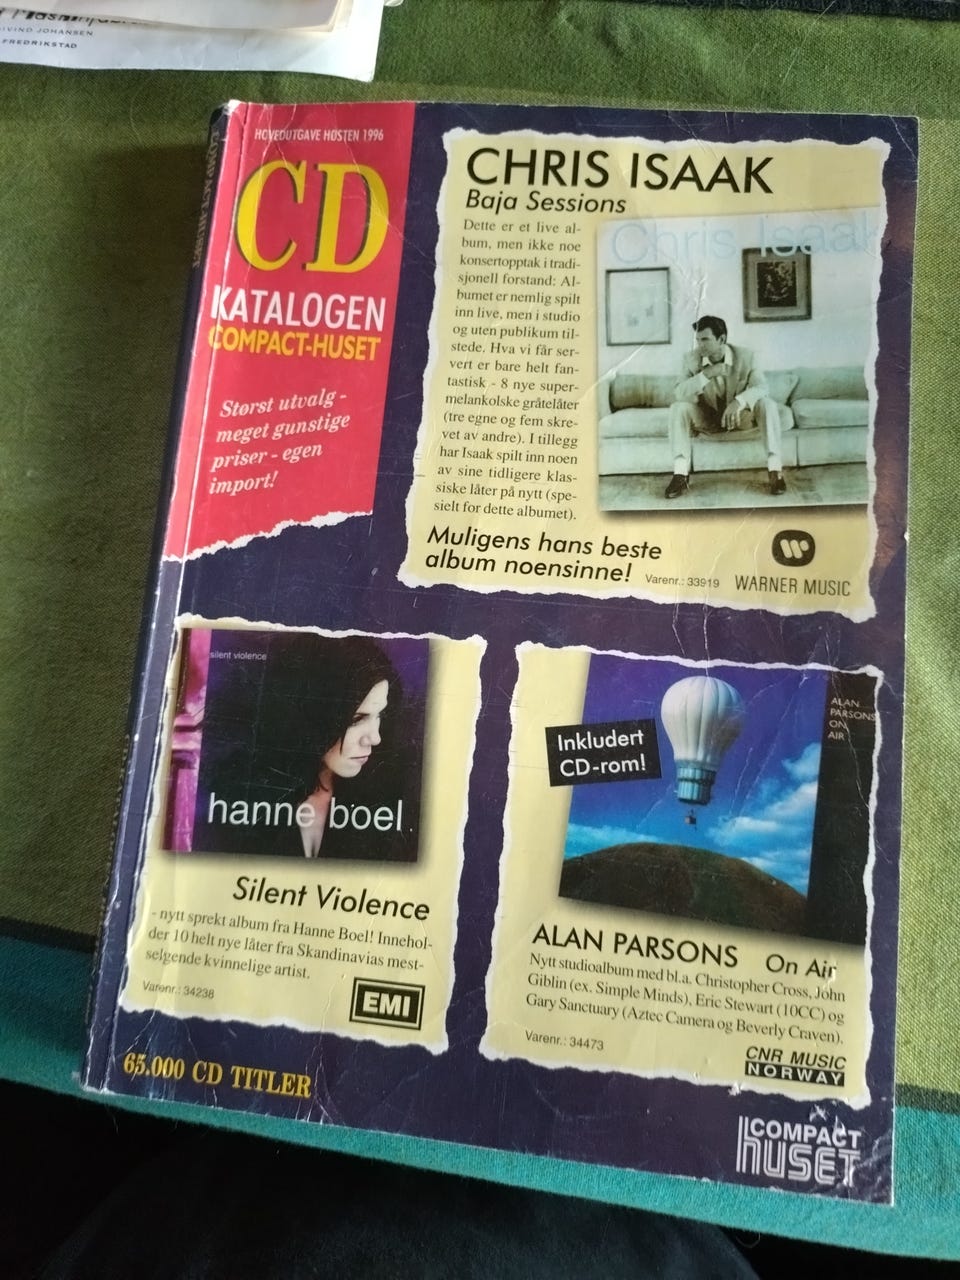 EIVIND JOHANSEN
FREDRIKSTAD
COMPACT-HUSET
HOVEDUTGAVE HØSTEN 1996
CD
KATALOGEN
COMPACT-HUSET
Størst utvalg -
meget gunstige
priser - egen
import!
CHRIS ISAAK
Baja Sessions
Dette er et live al-
bum, men ikke noe
konsertopptak i tradi-
sjonell forstand: Al-
bumet er nemlig spilt
inn live, men i studio
og uten publikum til-
stede. Hva vi får ser-
vert er bare helt fan-
tastisk - 8 nye super-
melankolske gråtelåter
(tre egne og fem skre-
vet av andre). I tillegg
har Isaak spilt inn noen
av sine tidligere klas-
siske låter på nytt (spe-
sielt for dette albumet).
Chris Isaak
Muligens hans beste
album noensinne!
Varenr.: 33919
WARNER MUSIC
silent violence
hanne boel
Silent Violence
- nytt sprekt album fra Hanne Boel! Innehol-
der 10 helt nye låter fra Skandinavias mest-
selgende kvinnelige artist.
Varenr.: 34238
EMI
Inkludert
CD-rom!
ALAN
PARSONS
ON
AIR
ALAN PARSONS On Air
Nytt studioalbum med bl.a. Christopher Cross, John
Giblin (ex. Simple Minds), Eric Stewart (10CC) og
Gary Sanctuary (Aztec Camera og Beverly Craven).
Varenr.: 34473
CNR MUSIC
NORWAY
65.000 CD TITLER
COMPACT
HUSET